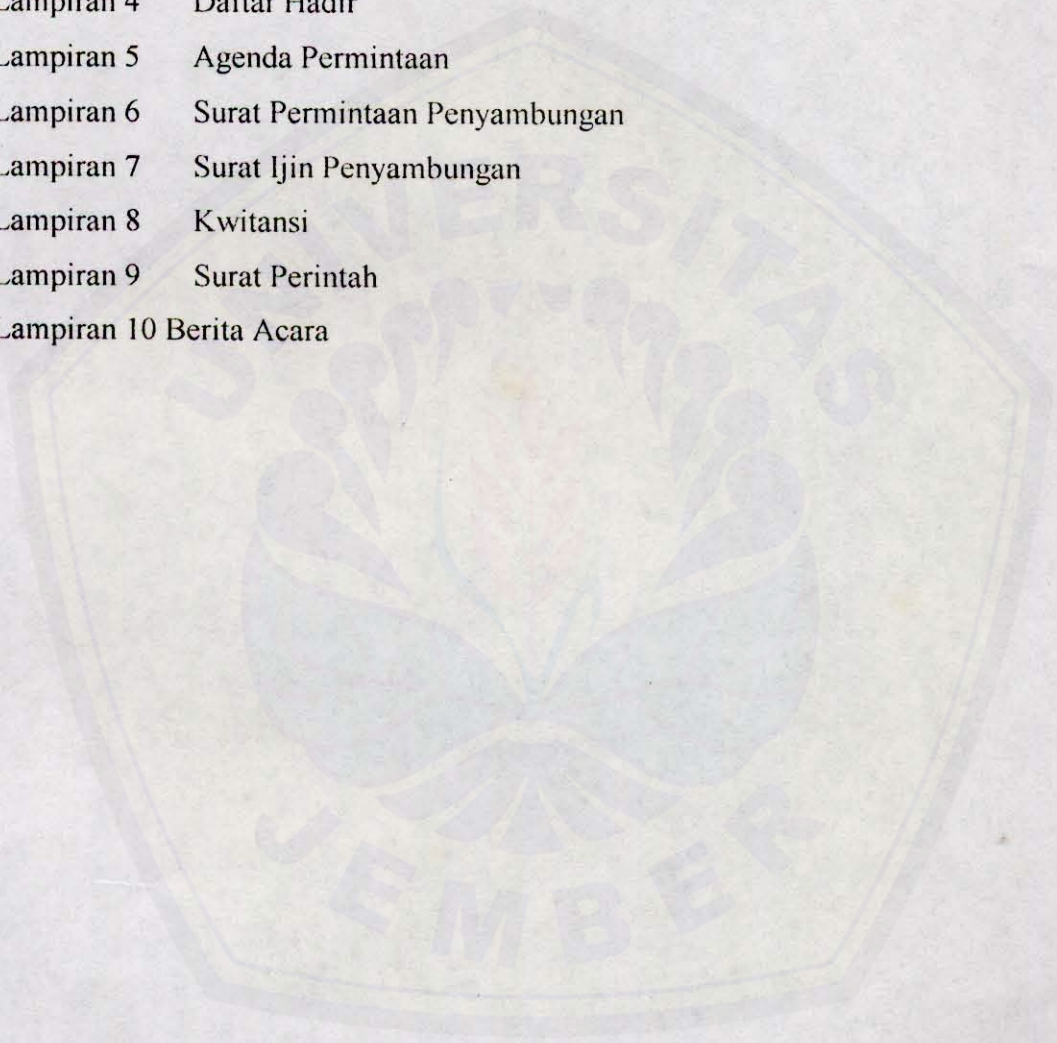 Lampiran 4 Daftar Hadir
Lampiran 5 Agenda Permintaan
Lampiran 6 Surat Permintaan Penyambungan
Lampiran 7 Surat Ijin Penyambungan
Lampiran 8 Kwitansi
Lampiran 9 Surat Perintah
Lampiran 10 Berita Acara
UNIVERSITAS
JEMBER